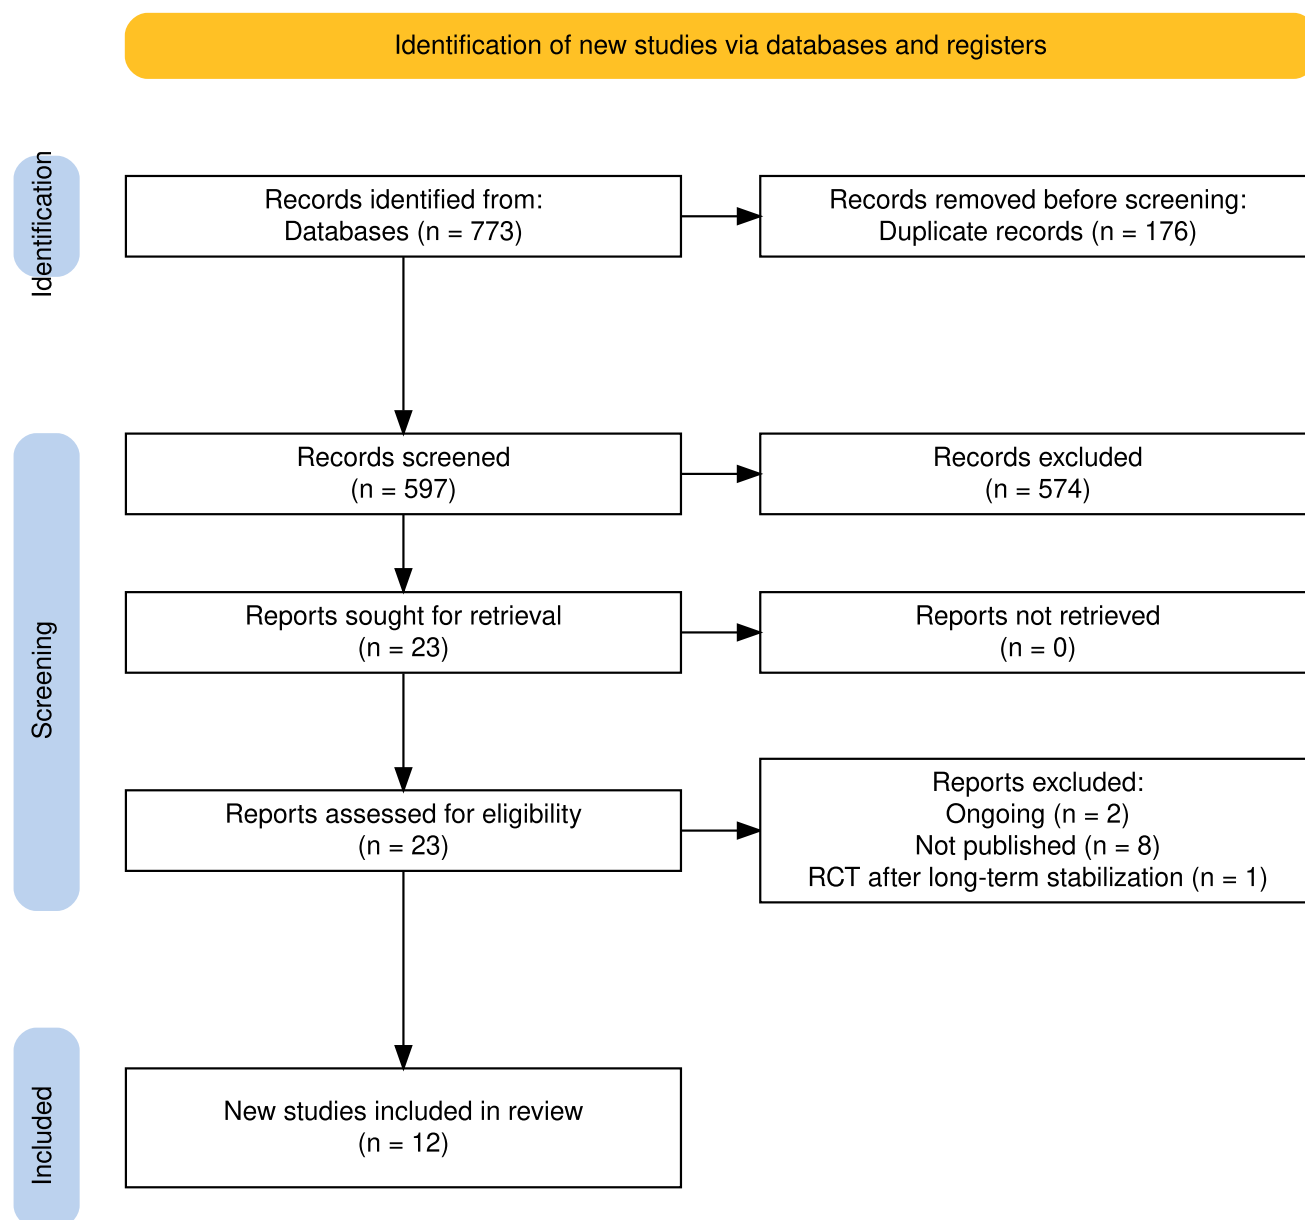 Identification of new studies via databases and registers
Identification
Records identified from:
Databases (n = 773)
Records removed before screening:
Duplicate records (n = 176)
Screening
Records screened
(n = 597)
Records excluded
(n = 574)
Reports sought for retrieval
(n = 23)
Reports not retrieved
(n = 0)
Reports assessed for eligibility
(n = 23)
Reports excluded:
Ongoing (n = 2)
Not published (n = 8)
RCT after long-term stabilization (n = 1)
Included
New studies included in review
(n = 12)